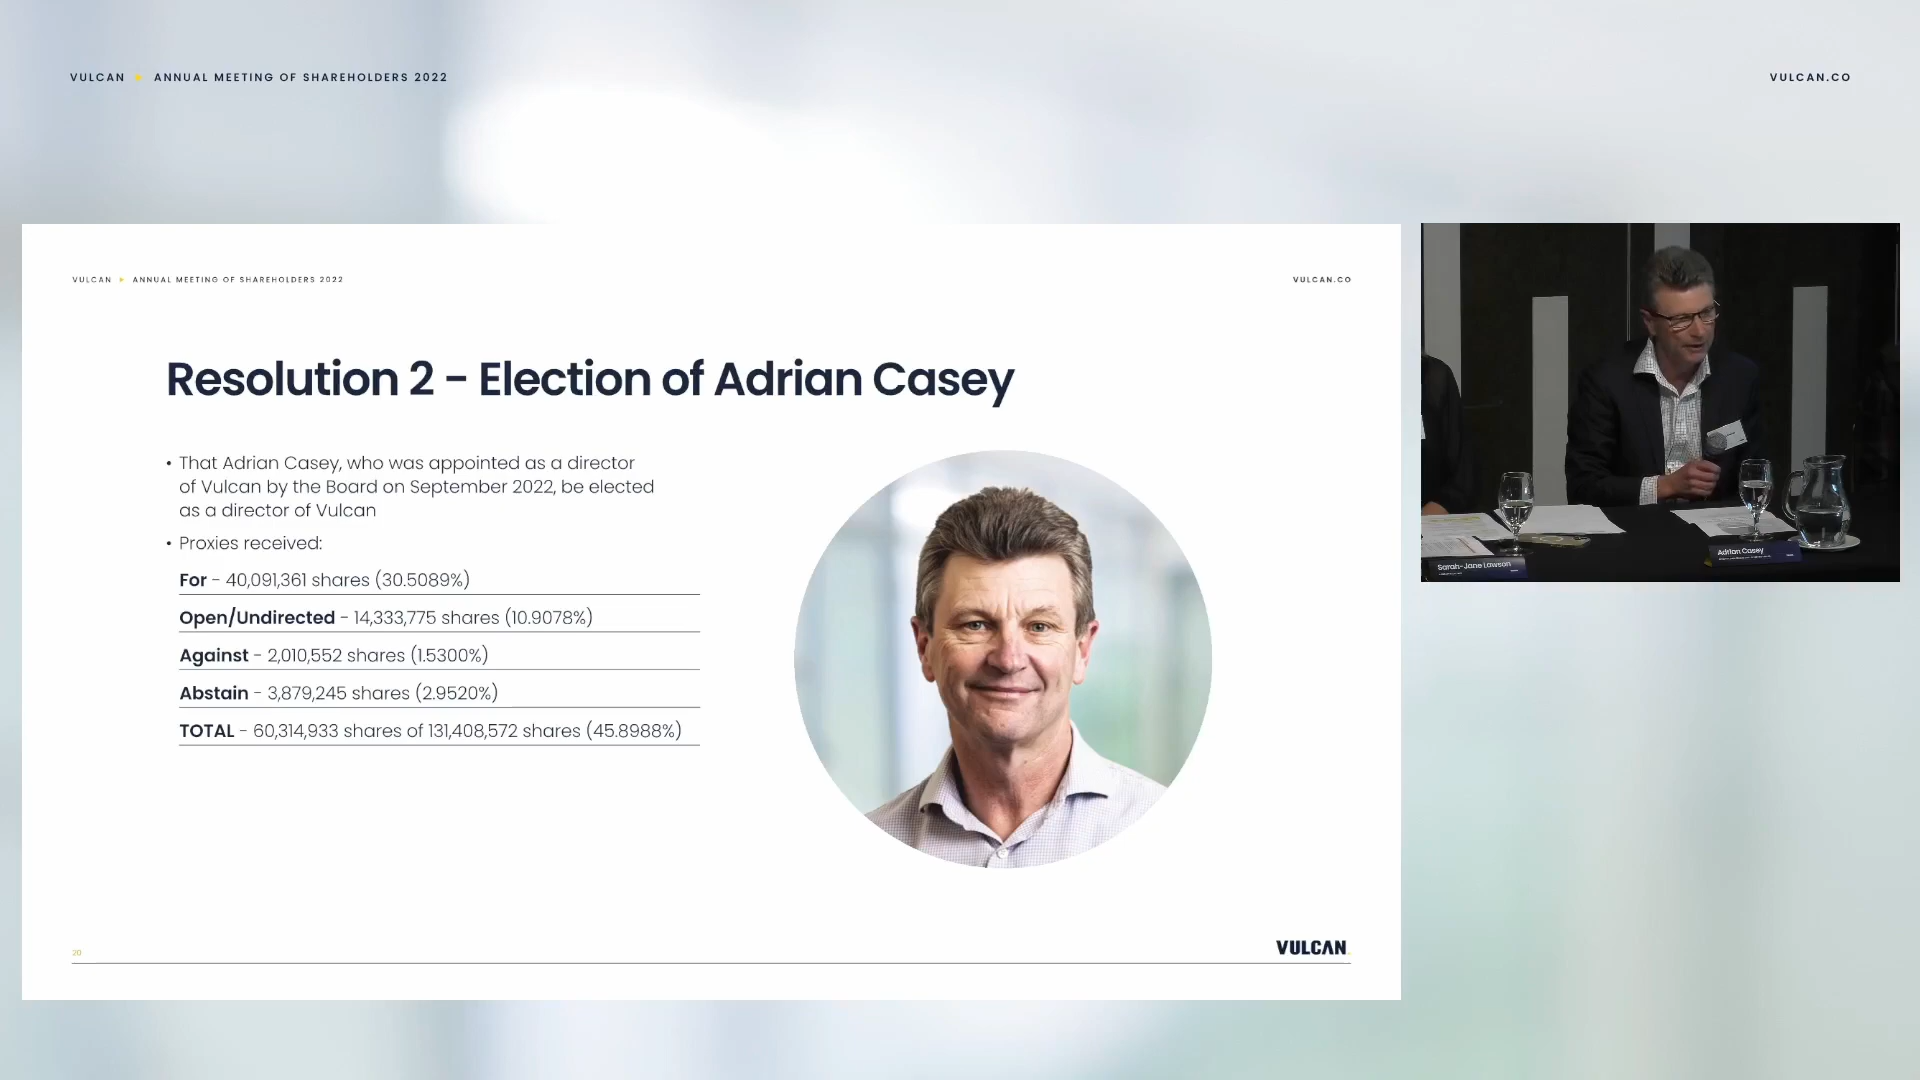 VULCAN ANNUAL MEETING OF SHAREHOLDERS 2022
VULCAN.CO
VULCAN ANNUAL MEETING OF SHAREHOLDERS 2022
VULCAN.CO
Resolution 2 - Election of Adrian Casey
• That Adrian Casey, who was appointed as a director
of Vulcan by the Board on September 2022, be elected
as a director of Vulcan
• Proxies received:
For - 40,091,361 shares (30.5089%)
Open/Undirected - 14,333,775 shares (10.9078%)
Against - 2,010,552 shares (1.5300%)
Abstain - 3,879,245 shares (2.9520%)
TOTAL - 60,314,933 shares of 131,408,572 shares (45.8988%)
20
VULCAN
Adrian Casey
Sarah-Jane Lawson